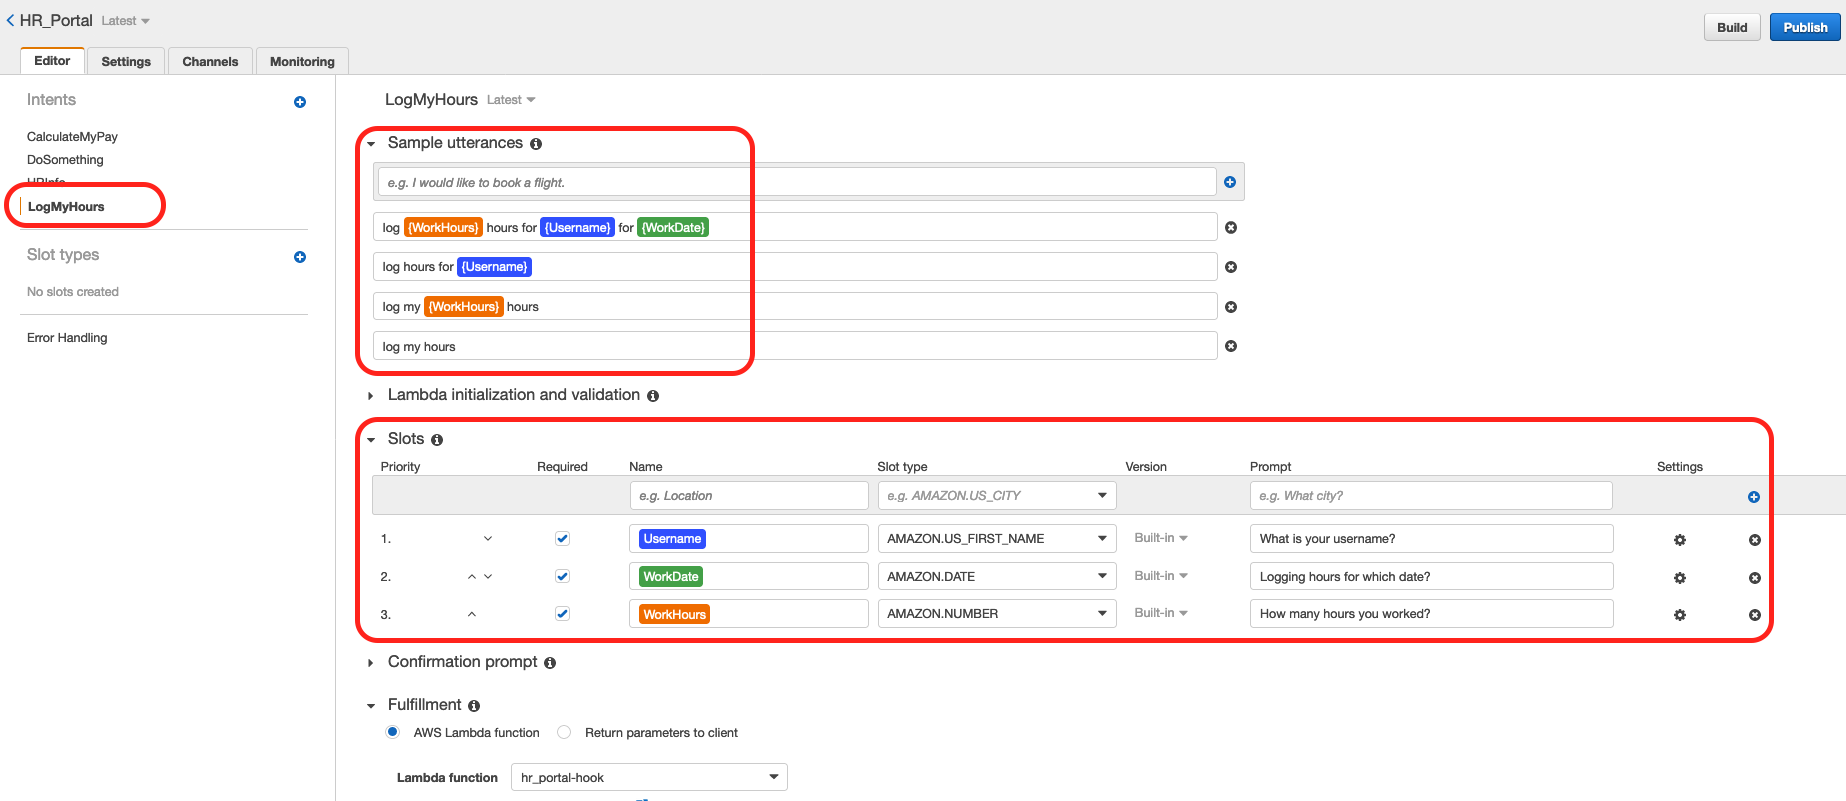 HR_Portal Latest
Build Publish
Editor Settings Channels Monitoring
Intents
CalculateMyPay
DoSomething
HRInfo
LogMyHours
Slot types
No slots created
Error Handling
LogMyHours Latest
Sample utterances
e.g. I would like to book a flight.
log {WorkHours} hours for {Username} for {WorkDate}
log hours for {Username}
log my {WorkHours} hours
log my hours
Lambda initialization and validation
Slots
Priority Required Name Slot type Version Prompt Settings
e.g. Location e.g. AMAZON.US_CITY e.g. What city?
1. Username AMAZON.US_FIRST_NAME Built-in What is your username?
2. WorkDate AMAZON.DATE Built-in Logging hours for which date?
3. WorkHours AMAZON.NUMBER Built-in How many hours you worked?
Confirmation prompt
Fulfillment
AWS Lambda function Return parameters to client
Lambda function hr_portal-hook